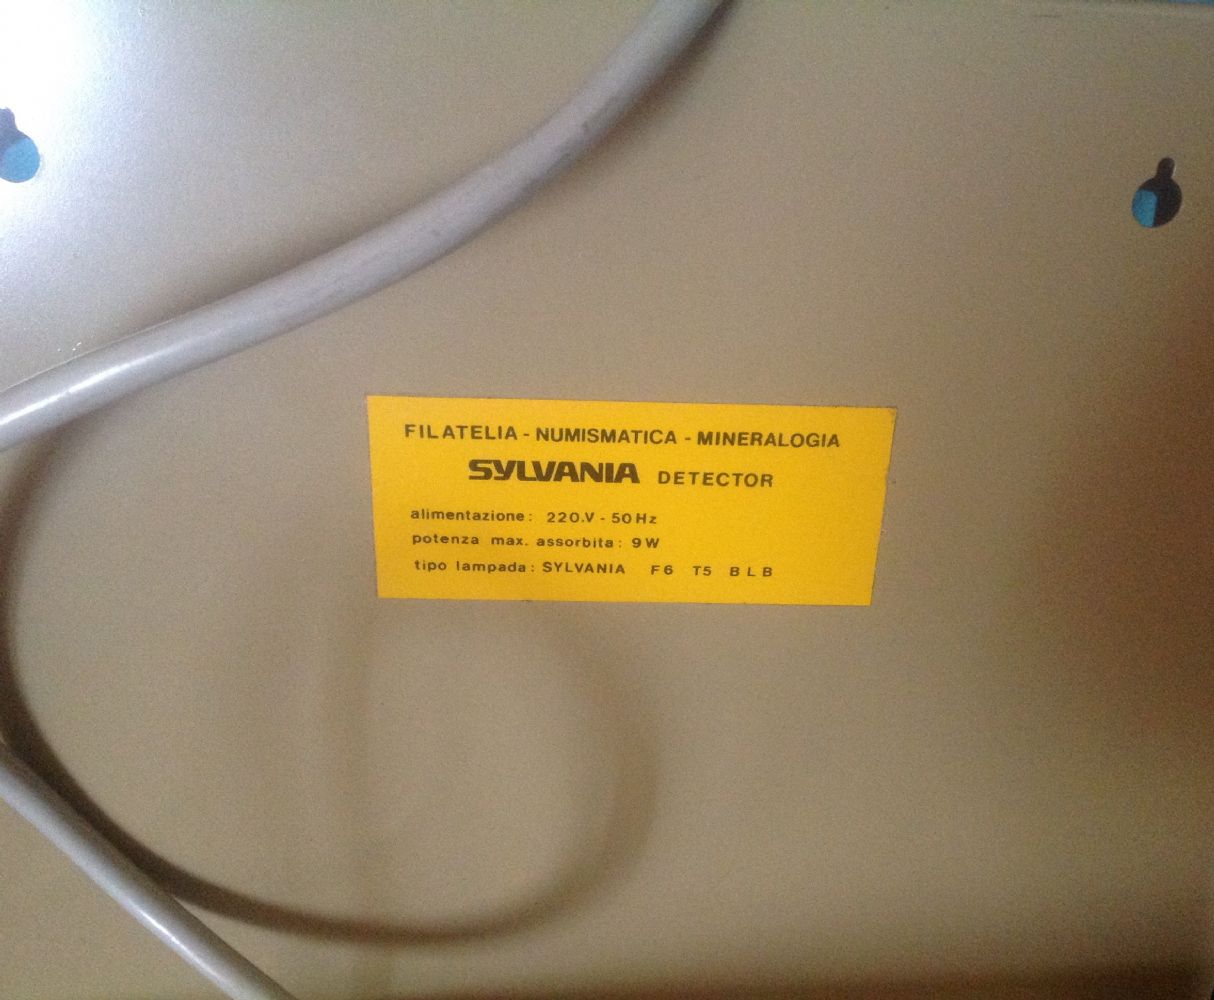 FILATELIA - NUMISMATICA - MINERALOGIA
SYLVANIA DETECTOR
alimentazione: 220.V - 50Hz
potenza max. assorbita: 9W
tipo lampada: SYLVANIA F6 T5 BLB